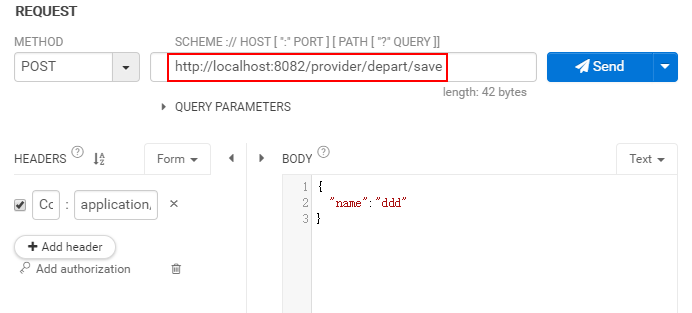 REQUEST
METHOD
SCHEME :// HOST [ ":" PORT ] [ PATH [ "?" QUERY ]]
POST
http://localhost:8082/provider/depart/save
Send
length: 42 bytes
QUERY PARAMETERS
HEADERS ?
Form
BODY ?
Text
Co : application,
Add header
Add authorization
1 {
2 "name":"ddd"
3 }